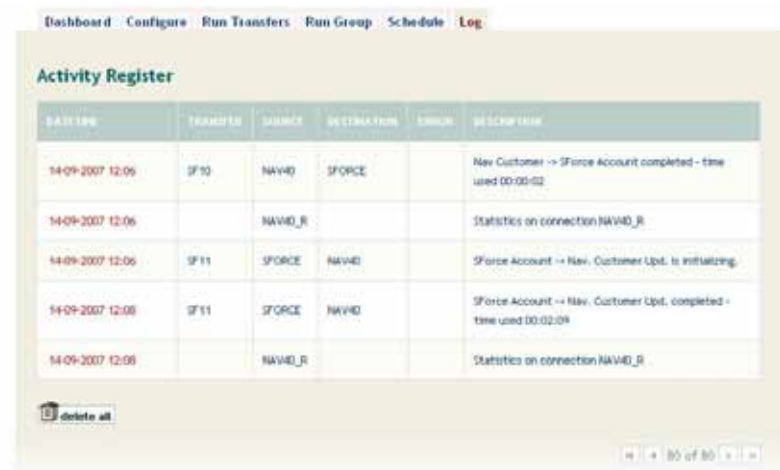 Dashboard Configure Run Transfers Run Group Schedule Log
Activity Register
DATETIME TRANSFER SOURCE DESTINATION ERROR DESCRIPTION
14-09-2007 12:06 SF10 NAV40 SFORCE Nav Customer -> SForce Account completed - time
used 00:00:02
14-09-2007 12:06 NAV40_R Statistics on connection NAV40_R
14-09-2007 12:06 SF11 SFORCE NAV40 SForce Account -> Nav. Customer Upd. is initializing.
14-09-2007 12:08 SF11 SFORCE NAV40 SForce Account -> Nav. Customer Upd. completed -
time used 00:02:09
14-09-2007 12:08 NAV40_R Statistics on connection NAV40_R
delete all
80 of 80